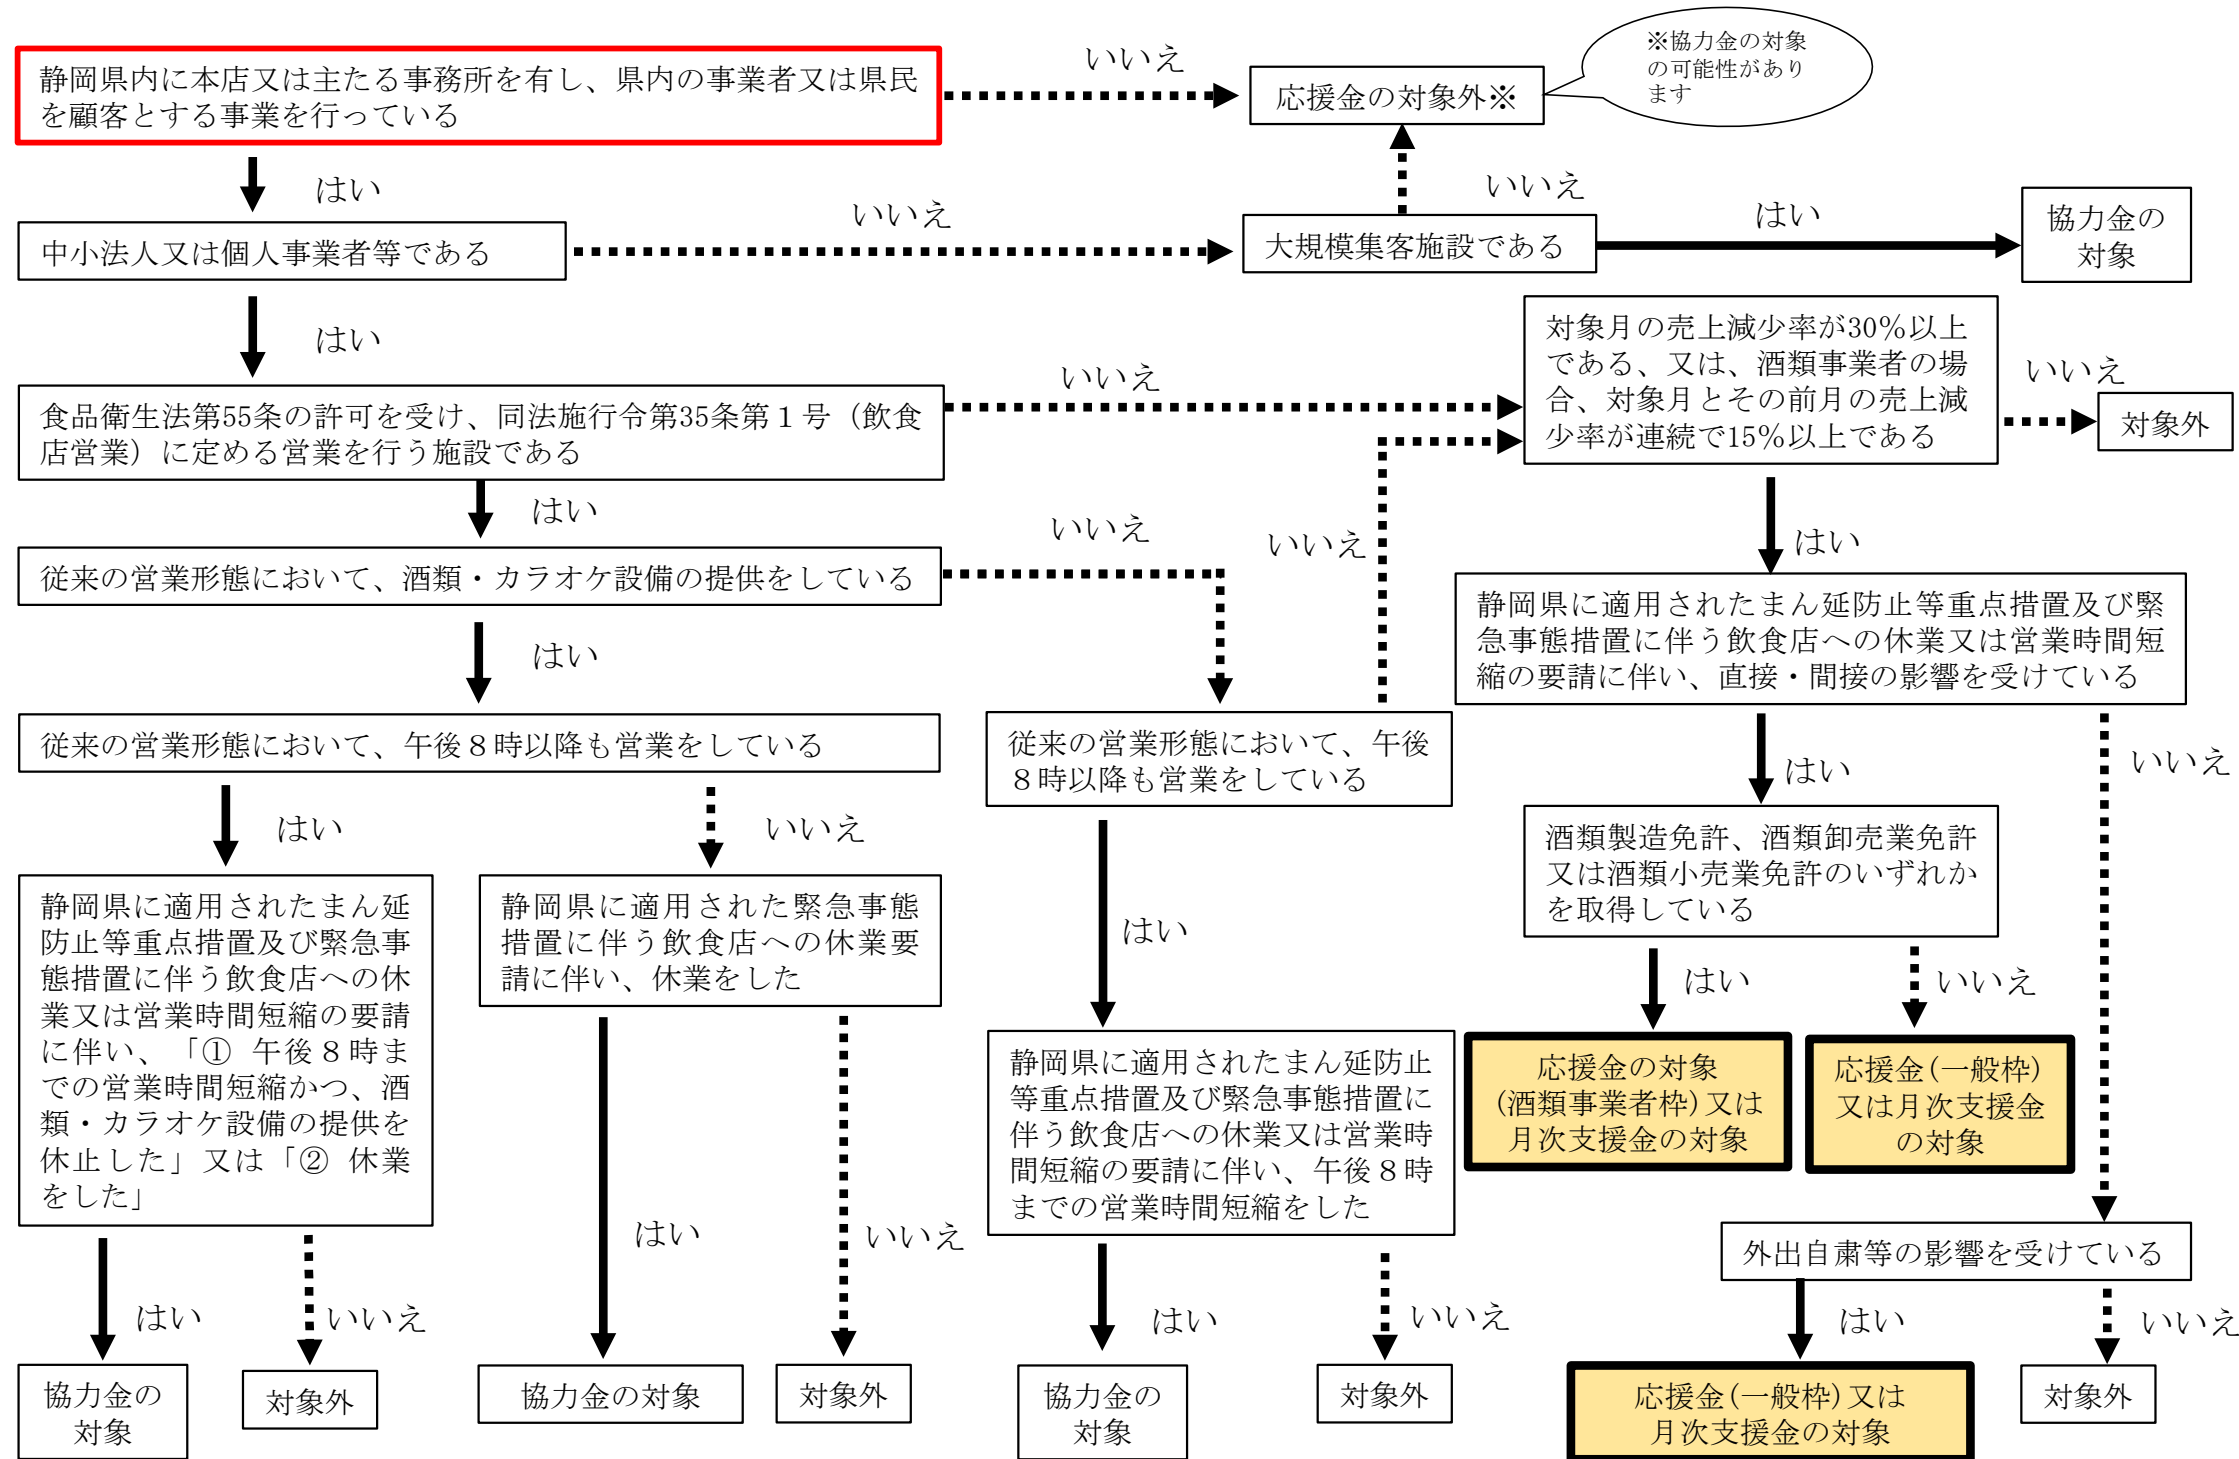 静岡県内に本店又は主たる事務所を有し、県内の事業者又は県民
を顧客とする事業を行っている
いいえ
応援金の対象外※
※協力金の対象
の可能性があり
ます
はい
いいえ
いいえ
はい
中小法人又は個人事業者等である
大規模集客施設である
協力金の
対象
はい
対象月の売上減少率が30％以上
である、又は、酒類事業者の場
合、対象月とその前月の売上減
少率が連続で15％以上である
いいえ
対象外
いいえ
食品衛生法第55条の許可を受け、同法施行令第35条第１号（飲食
店営業）に定める営業を行う施設である
はい
いいえ
いいえ
はい
従来の営業形態において、酒類・カラオケ設備の提供をしている
静岡県に適用されたまん延防止等重点措置及び緊
急事態措置に伴う飲食店への休業又は営業時間短
縮の要請に伴い、直接・間接の影響を受けている
はい
従来の営業形態において、午後８時以降も営業をしている
従来の営業形態において、午後
８時以降も営業をしている
はい
いいえ
はい
いいえ
酒類製造免許、酒類卸売業免許
又は酒類小売業免許のいずれか
を取得している
静岡県に適用されたまん延
防止等重点措置及び緊急事
態措置に伴う飲食店への休
業又は営業時間短縮の要請
に伴い、「① 午後８時ま
での営業時間短縮かつ、酒
類・カラオケ設備の提供を
休止した」又は「② 休業
をした」
静岡県に適用された緊急事態
措置に伴う飲食店への休業要
請に伴い、休業をした
はい
はい
いいえ
静岡県に適用されたまん延防止
等重点措置及び緊急事態措置に
伴う飲食店への休業又は営業時
間短縮の要請に伴い、午後８時
までの営業時間短縮をした
応援金の対象
(酒類事業者枠)又は
月次支援金の対象
応援金(一般枠)
又は月次支援金
の対象
はい
いいえ
外出自粛等の影響を受けている
はい
いいえ
はい
いいえ
はい
いいえ
協力金の
対象
対象外
協力金の対象
対象外
協力金の
対象
対象外
応援金(一般枠)又は
月次支援金の対象
対象外